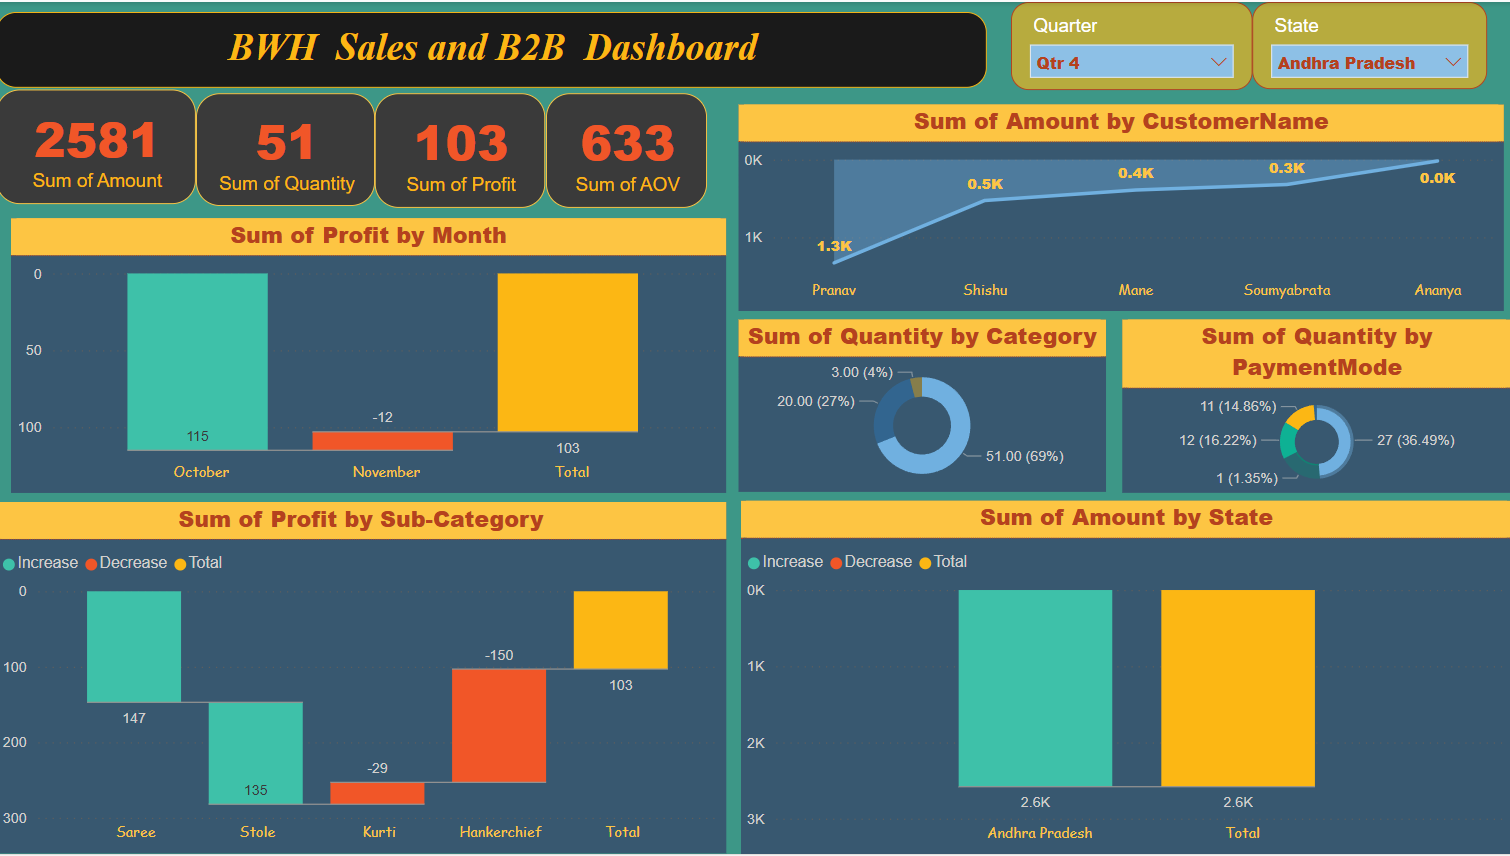 BWH Sales and B2B Dashboard
Quarter
Qtr 4
State
Andhra Pradesh
2581
Sum of Amount
51
Sum of Quantity
103
Sum of Profit
633
Sum of AOV
Sum of Amount by CustomerName
0K
1K
1.3K
0.5K
0.4K
0.3K
0.0K
Pranav
Shishu
Mane
Soumyabrata
Ananya
Sum of Profit by Month
0
50
100
115
-12
103
October
November
Total
Sum of Quantity by Category
3.00 (4%)
20.00 (27%)
51.00 (69%)
Sum of Quantity by
PaymentMode
11 (14.86%)
12 (16.22%)
27 (36.49%)
1 (1.35%)
Sum of Profit by Sub-Category
Increase Decrease Total
0
100
200
300
147
135
-29
-150
103
Saree
Stole
Kurti
Hankerchief
Total
Sum of Amount by State
Increase Decrease Total
0K
1K
2K
3K
2.6K
2.6K
Andhra Pradesh
Total